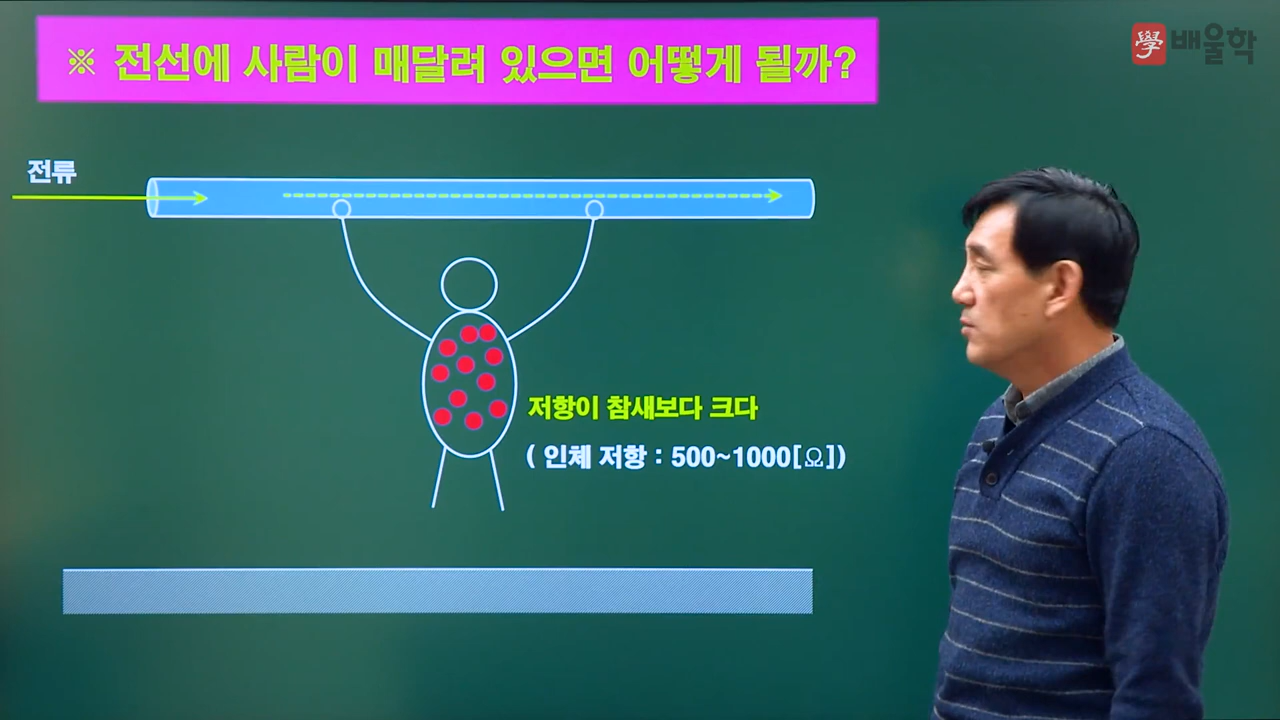 ※ 전선에 사람이 매달려 있으면 어떻게 될까?
學 배울학
전류
저항이 참새보다 크다
( 인체 저항 : 500~1000[Ω])